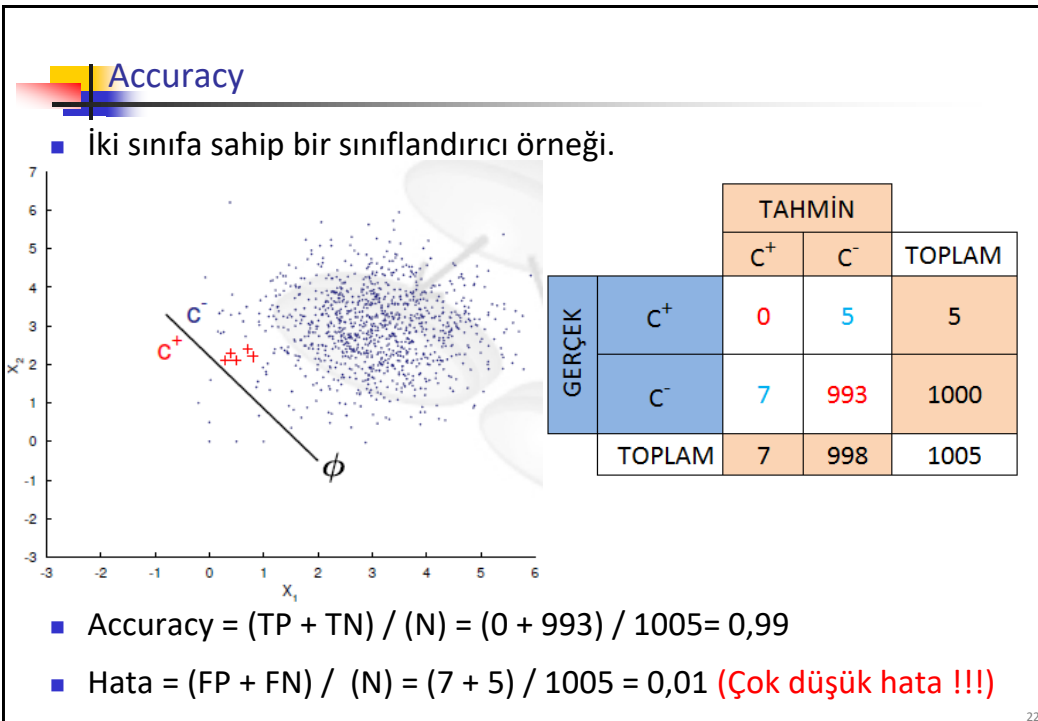 Accuracy
İki sınıfa sahip bir sınıflandırıcı örneği.
7
6
5
4
3
2
1
0
-1
-2
-3
X2
-3 -2 -1 0 1 2 3 4 5 6
X1
C-
C+
ϕ
TAHMİN
C+ C- TOPLAM
GERÇEK
C+ 0 5 5
C- 7 993 1000
TOPLAM 7 998 1005
Accuracy = (TP + TN) / (N) = (0 + 993) / 1005= 0,99
Hata = (FP + FN) / (N) = (7 + 5) / 1005 = 0,01 (Çok düşük hata !!!)
22